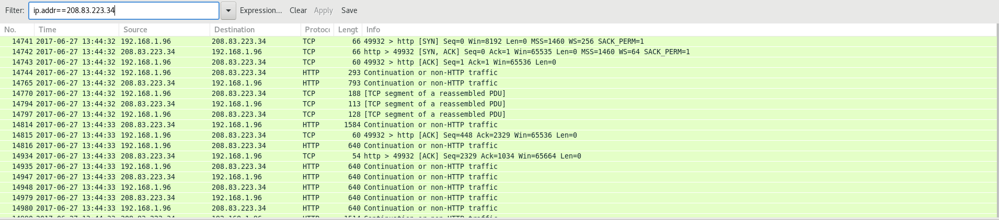 Filter: ip.addr==208.83.223.34 Expression... Clear Apply Save
No. Time Source Destination Protoc Lengt Info
14741 2017-06-27 13:44:32 192.168.1.96 208.83.223.34 TCP 66 49932 > http [SYN] Seq=0 Win=8192 Len=0 MSS=1460 WS=256 SACK_PERM=1
14742 2017-06-27 13:44:32 208.83.223.34 192.168.1.96 TCP 66 http > 49932 [SYN, ACK] Seq=0 Ack=1 Win=65535 Len=0 MSS=1460 WS=64 SACK_PERM=1
14743 2017-06-27 13:44:32 192.168.1.96 208.83.223.34 TCP 60 49932 > http [ACK] Seq=1 Ack=1 Win=65536 Len=0
14744 2017-06-27 13:44:32 192.168.1.96 208.83.223.34 HTTP 293 Continuation or non-HTTP traffic
14765 2017-06-27 13:44:32 208.83.223.34 192.168.1.96 HTTP 793 Continuation or non-HTTP traffic
14770 2017-06-27 13:44:32 192.168.1.96 208.83.223.34 TCP 188 [TCP segment of a reassembled PDU]
14794 2017-06-27 13:44:32 208.83.223.34 192.168.1.96 TCP 113 [TCP segment of a reassembled PDU]
14797 2017-06-27 13:44:32 192.168.1.96 208.83.223.34 TCP 128 [TCP segment of a reassembled PDU]
14814 2017-06-27 13:44:33 208.83.223.34 192.168.1.96 HTTP 1584 Continuation or non-HTTP traffic
14815 2017-06-27 13:44:33 192.168.1.96 208.83.223.34 TCP 60 49932 > http [ACK] Seq=448 Ack=2329 Win=65536 Len=0
14816 2017-06-27 13:44:33 192.168.1.96 208.83.223.34 HTTP 640 Continuation or non-HTTP traffic
14934 2017-06-27 13:44:33 208.83.223.34 192.168.1.96 TCP 54 http > 49932 [ACK] Seq=2329 Ack=1034 Win=65664 Len=0
14935 2017-06-27 13:44:33 192.168.1.96 208.83.223.34 HTTP 640 Continuation or non-HTTP traffic
14947 2017-06-27 13:44:33 208.83.223.34 192.168.1.96 HTTP 640 Continuation or non-HTTP traffic
14948 2017-06-27 13:44:33 192.168.1.96 208.83.223.34 HTTP 640 Continuation or non-HTTP traffic
14979 2017-06-27 13:44:33 208.83.223.34 192.168.1.96 HTTP 640 Continuation or non-HTTP traffic
14980 2017-06-27 13:44:33 192.168.1.96 208.83.223.34 HTTP 640 Continuation or non-HTTP traffic